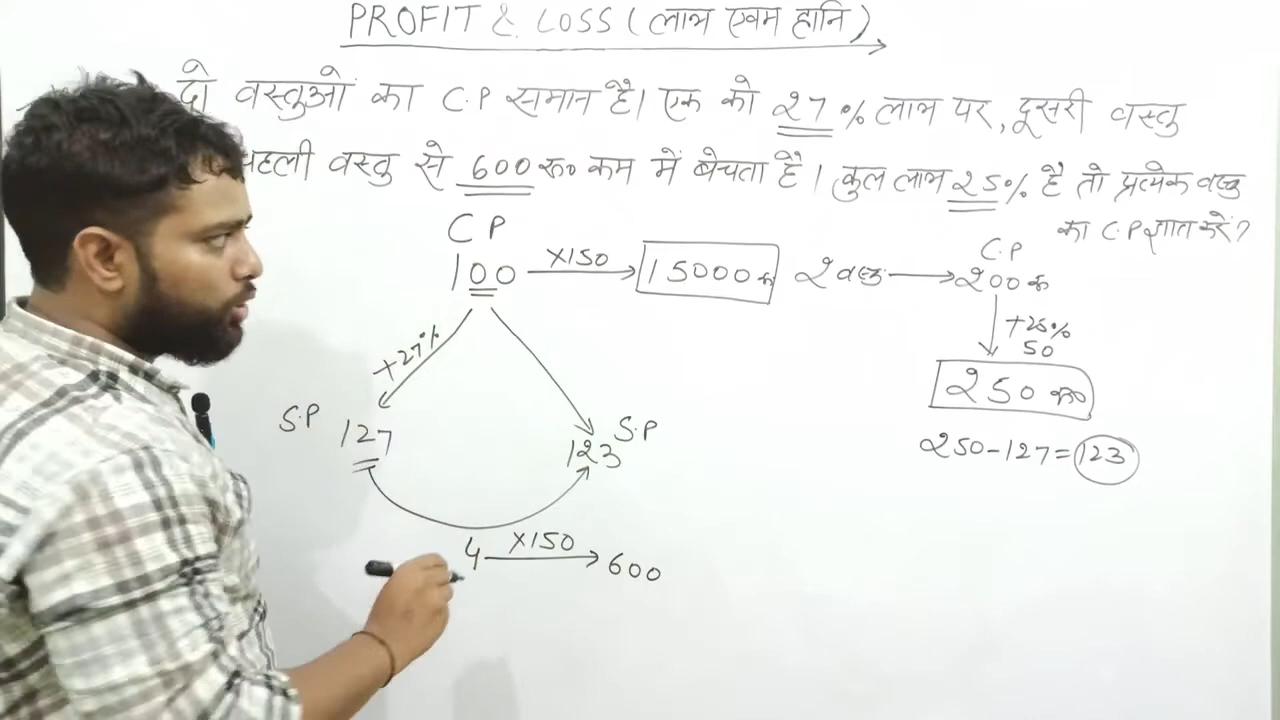 PROFIT & LOSS (लाभ एवम हानि)
दो वस्तुओं का C.P समान है। एक को 27% लाभ पर, दूसरी वस्तु
पहली वस्तु से 600 रू० कम में बेचता है। कुल लाभ 25% है तो प्रत्येक वस्तु
का C.P ज्ञात करें?
CP
100 ×150 15000 रू
2 वस्तु 200 रू
C.P
+27%
+25%
50
250 रू०
S.P 127
123 S.P
250-127=123
4 ×150 600